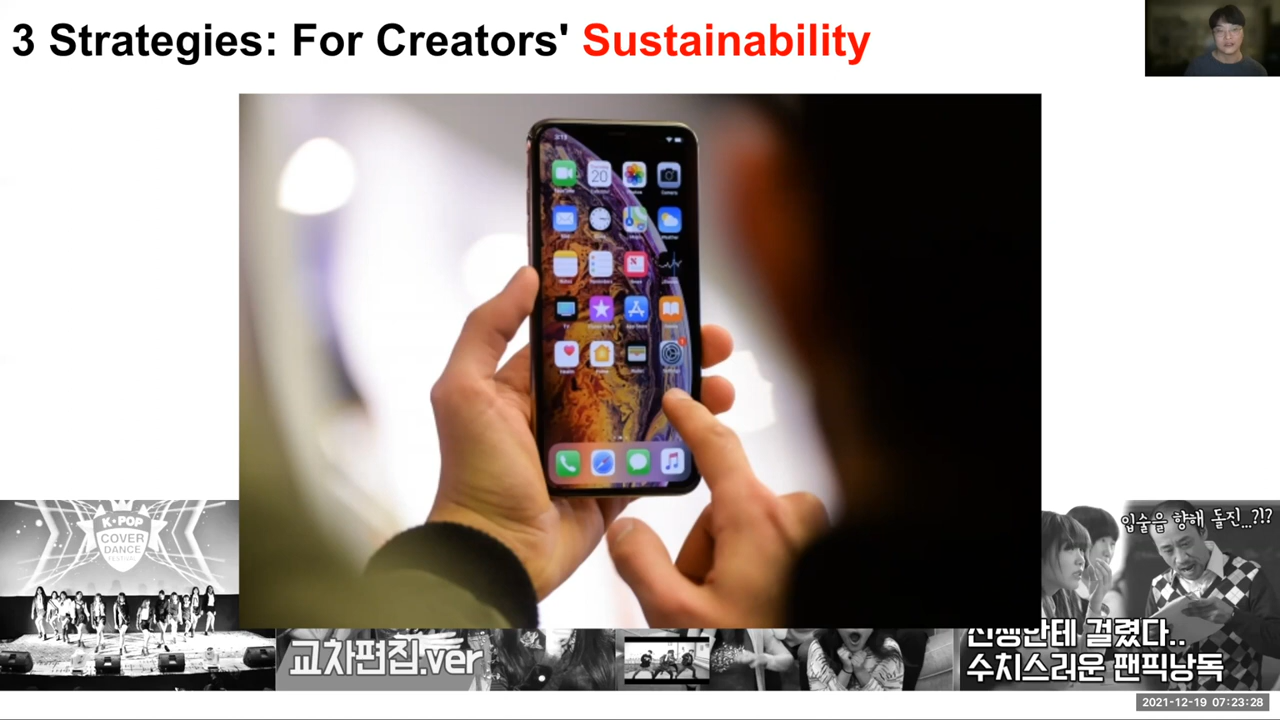 3 Strategies: For Creators' Sustainability
20
K·POP
COVER
DANCE
FESTIVAL
입술을 향해 돌진...?!?
교차편집.ver
선생한테 걸렸다..
수치스러운 팬픽낭독
2021-12-19 07:23:28